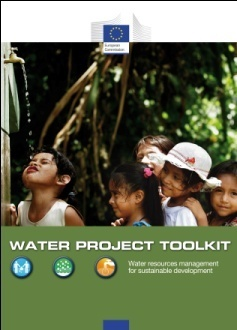 European
Commission
WATER PROJECT TOOLKIT
Water resources management
for sustainable development